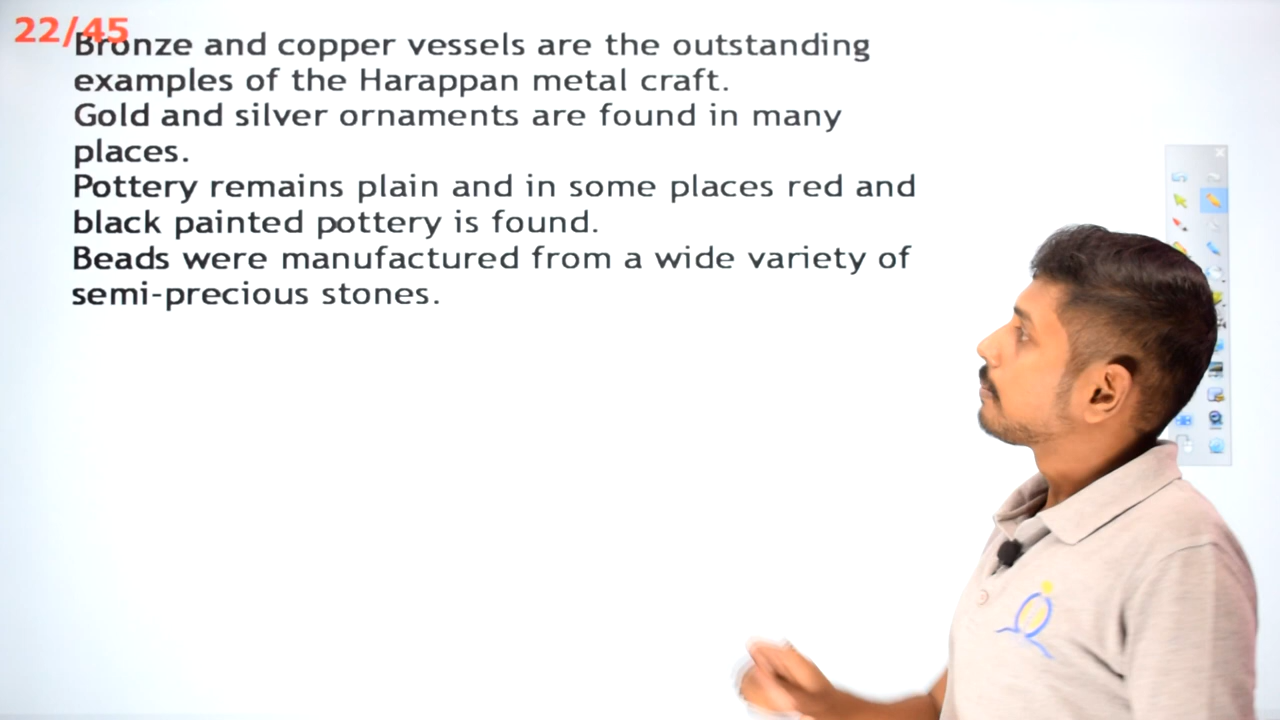 22/45
Bronze and copper vessels are the outstanding
examples of the Harappan metal craft.
Gold and silver ornaments are found in many
places.
Pottery remains plain and in some places red and
black painted pottery is found.
Beads were manufactured from a wide variety of
semi-precious stones.